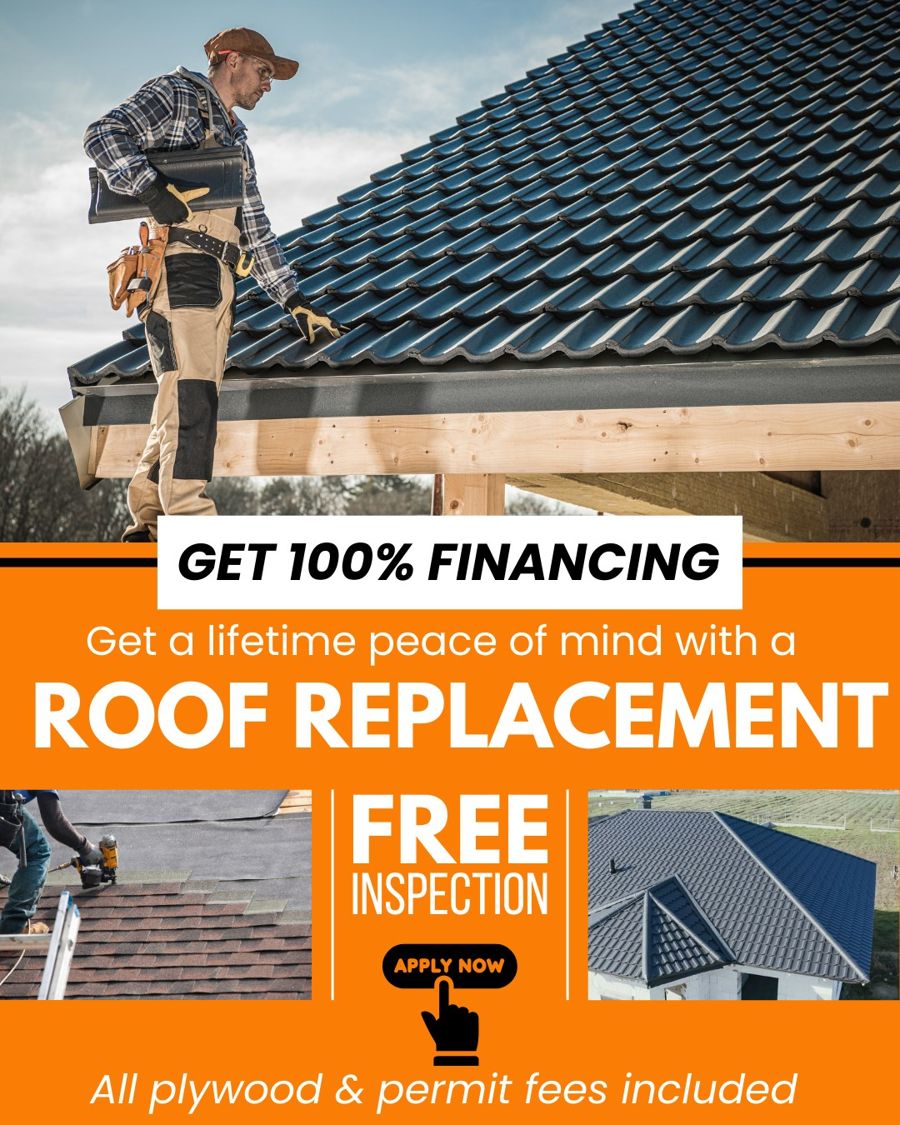 GET 100% FINANCING
Get a lifetime peace of mind with a
ROOF REPLACEMENT
FREE
INSPECTION
APPLY NOW
All plywood & permit fees included